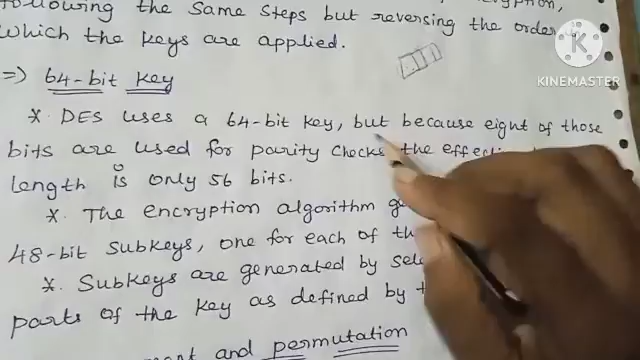 following the same steps but reversing the order
which the keys are applied.
=> 64-bit key
* DES uses a 64-bit key, but because eight of those
bits are used for parity checks the
length is only 56 bits.
* The encryption algorithm
48-bit subkeys, one for each of
* Subkeys are generated by
parts of the key as defined by
and permutation
K
KINEMASTER